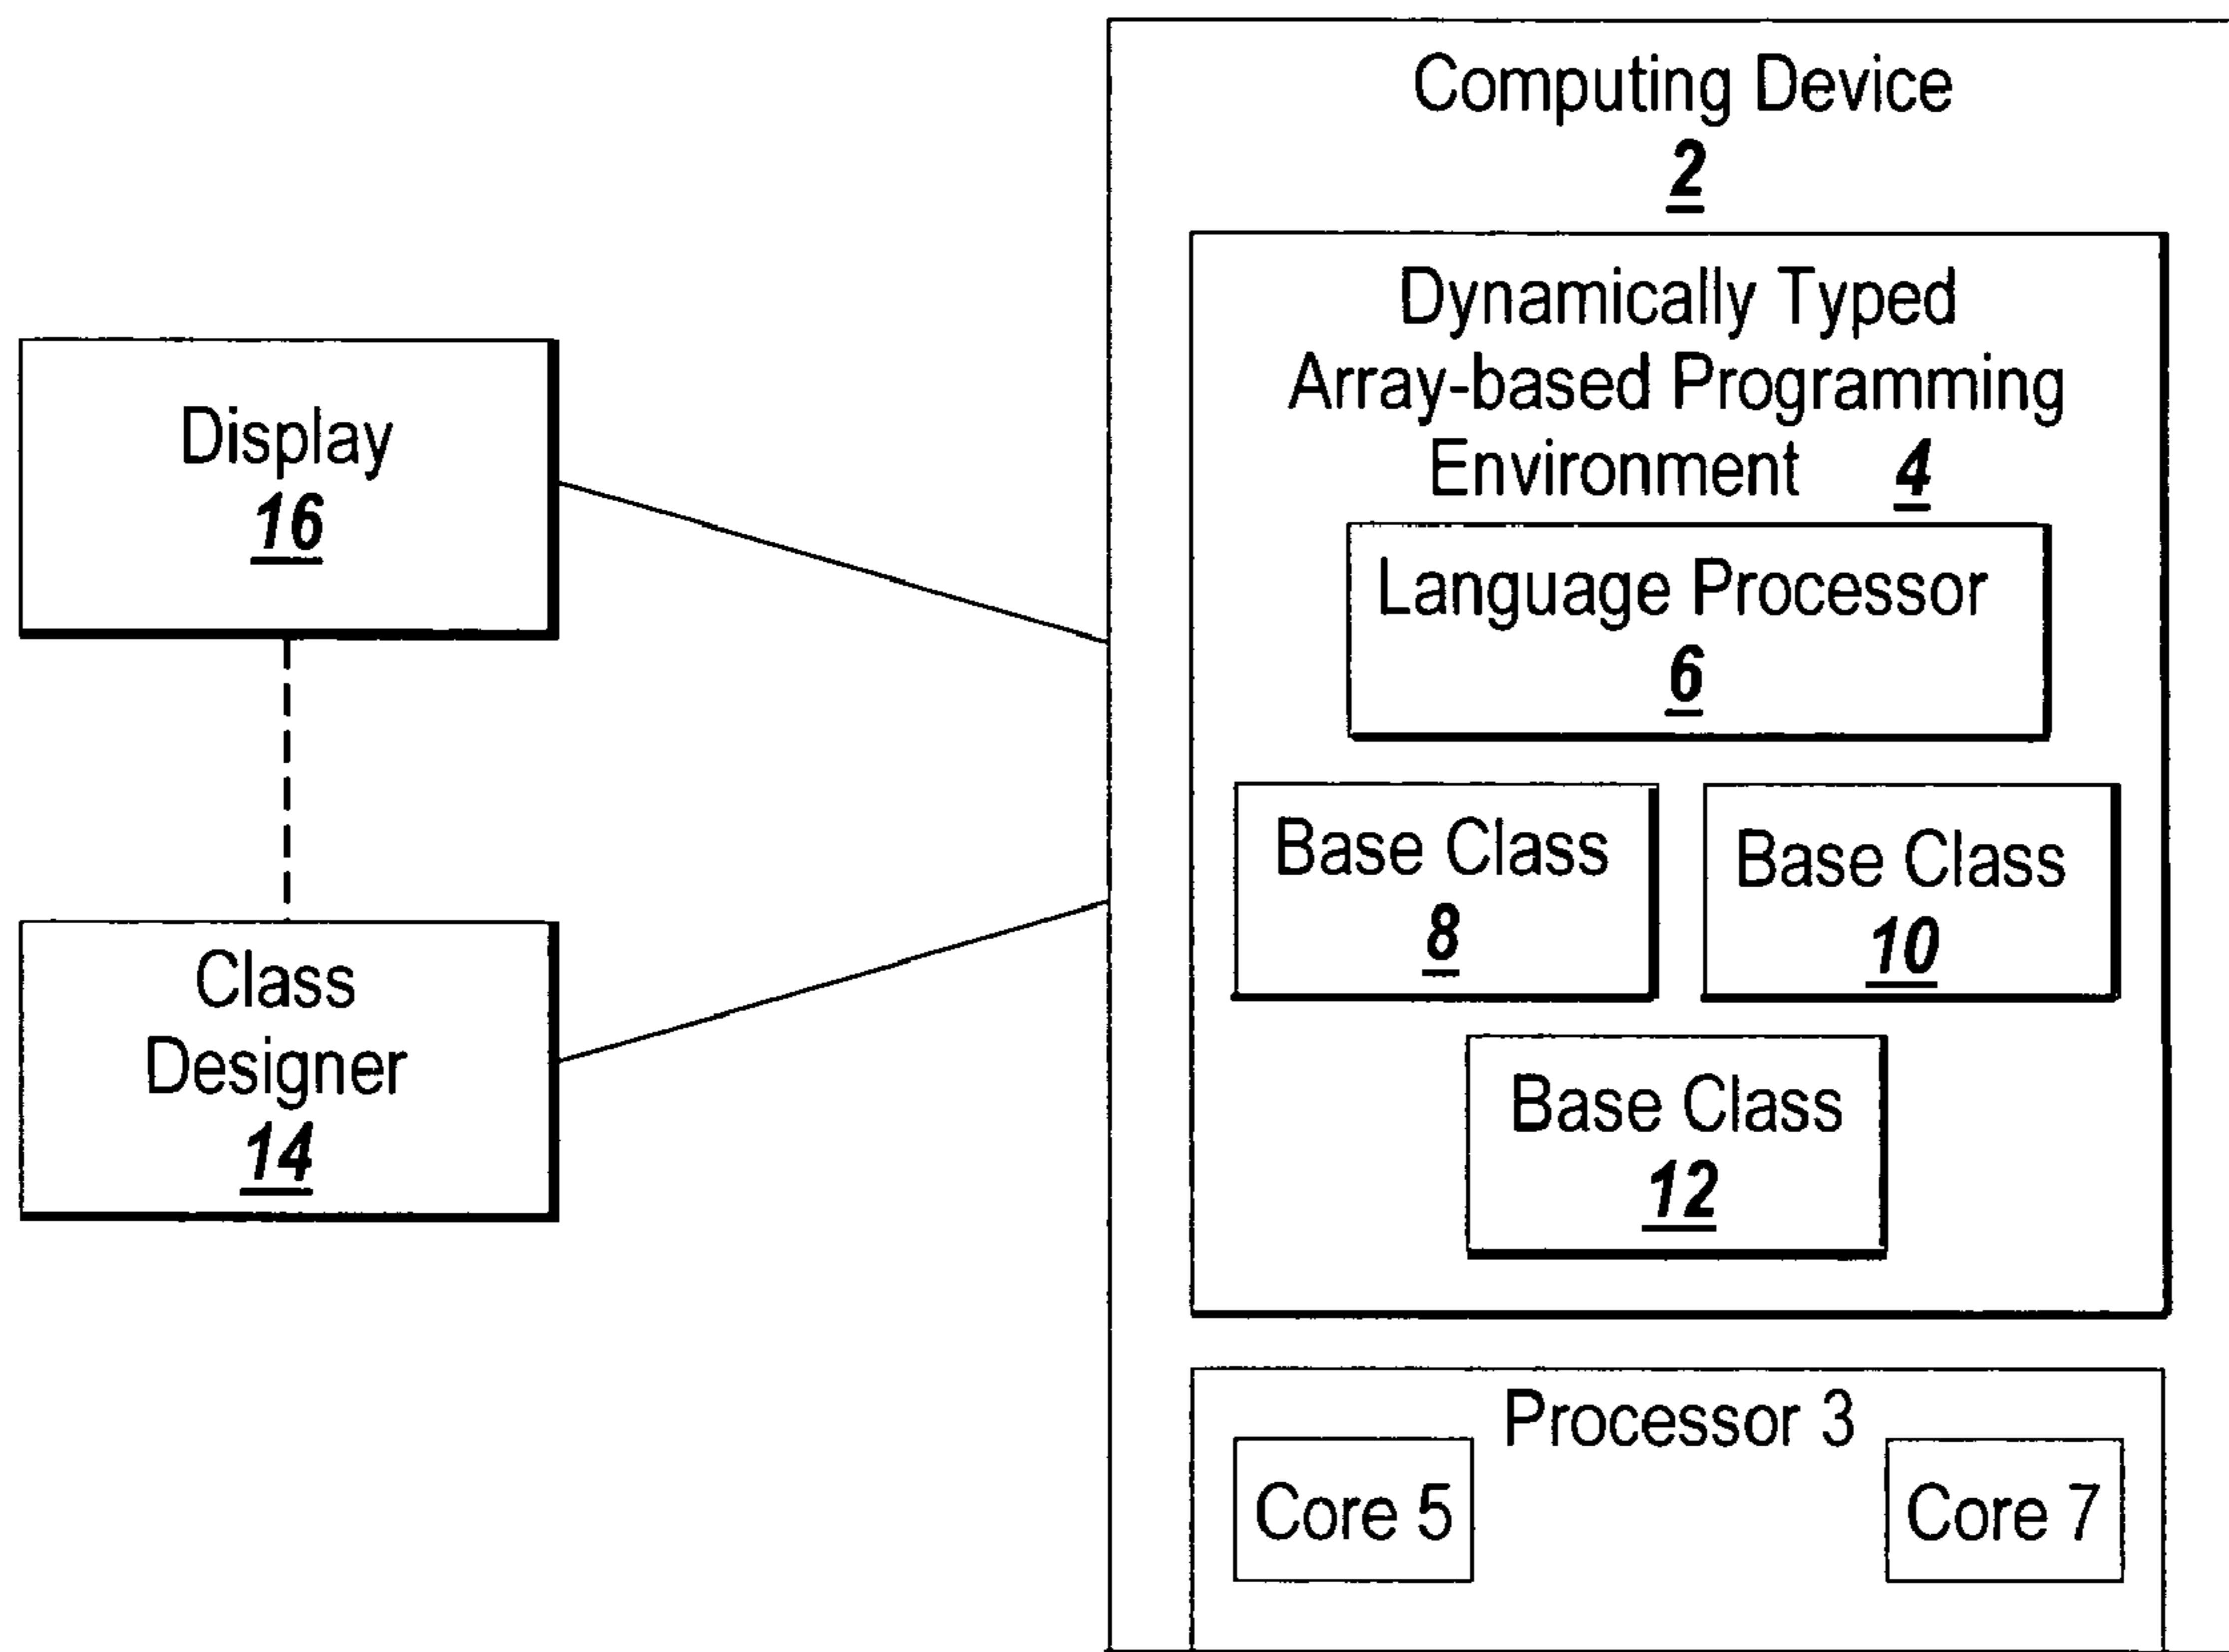 Computing Device
2
Dynamically Typed
Array-based Programming
Environment 4
Language Processor
6
Base Class
8
Base Class
10
Base Class
12
Processor 3
Core 5
Core 7
Display
16
Class
Designer
14